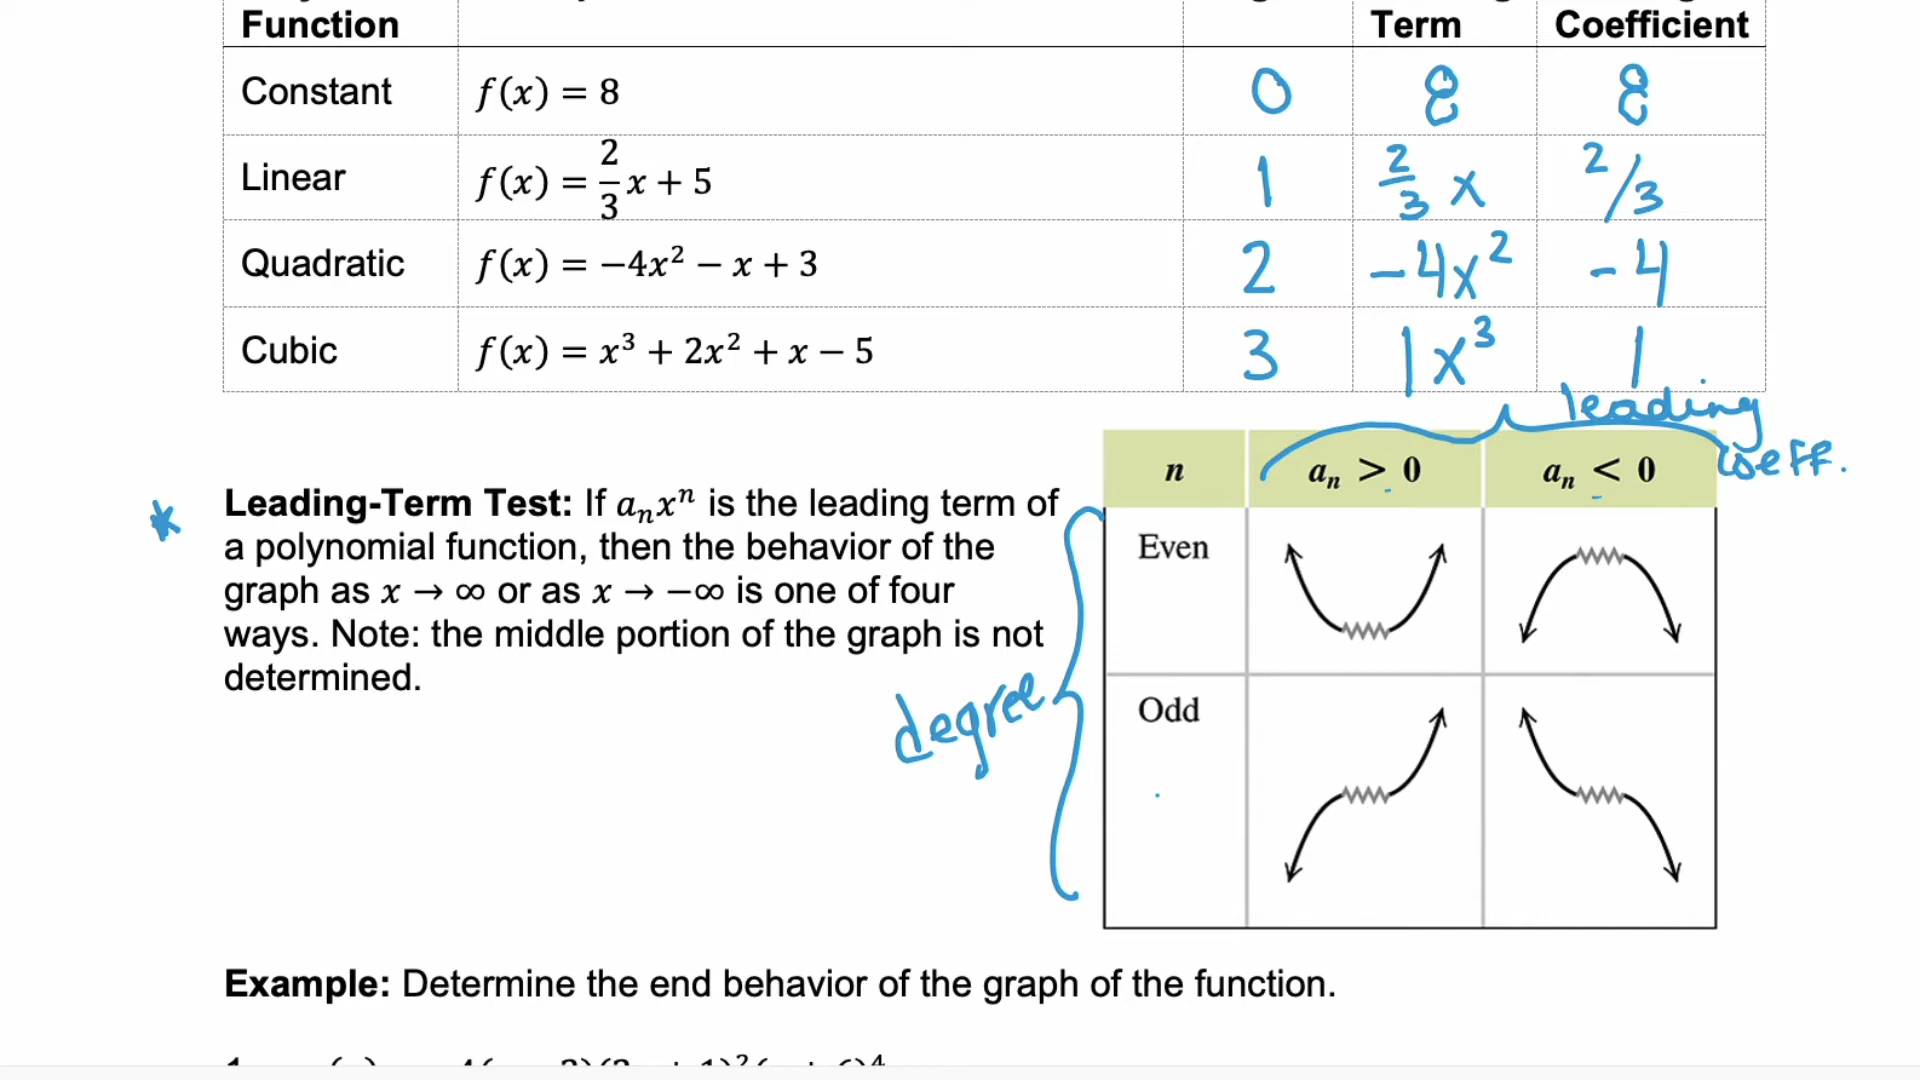 Function Term Coefficient
Constant f(x) = 8 0 8 8
Linear f(x) = 2/3 x + 5 1 2/3 x 2/3
Quadratic f(x) = −4x² − x + 3 2 -4x² -4
Cubic f(x) = x³ + 2x² + x − 5 3 1x³ 1
leading
coeff.
n aₙ > 0 aₙ < 0
Leading-Term Test: If aₙxⁿ is the leading term of
a polynomial function, then the behavior of the
graph as x → ∞ or as x → −∞ is one of four
ways. Note: the middle portion of the graph is not
determined.
Even
degree
Odd
Example: Determine the end behavior of the graph of the function.